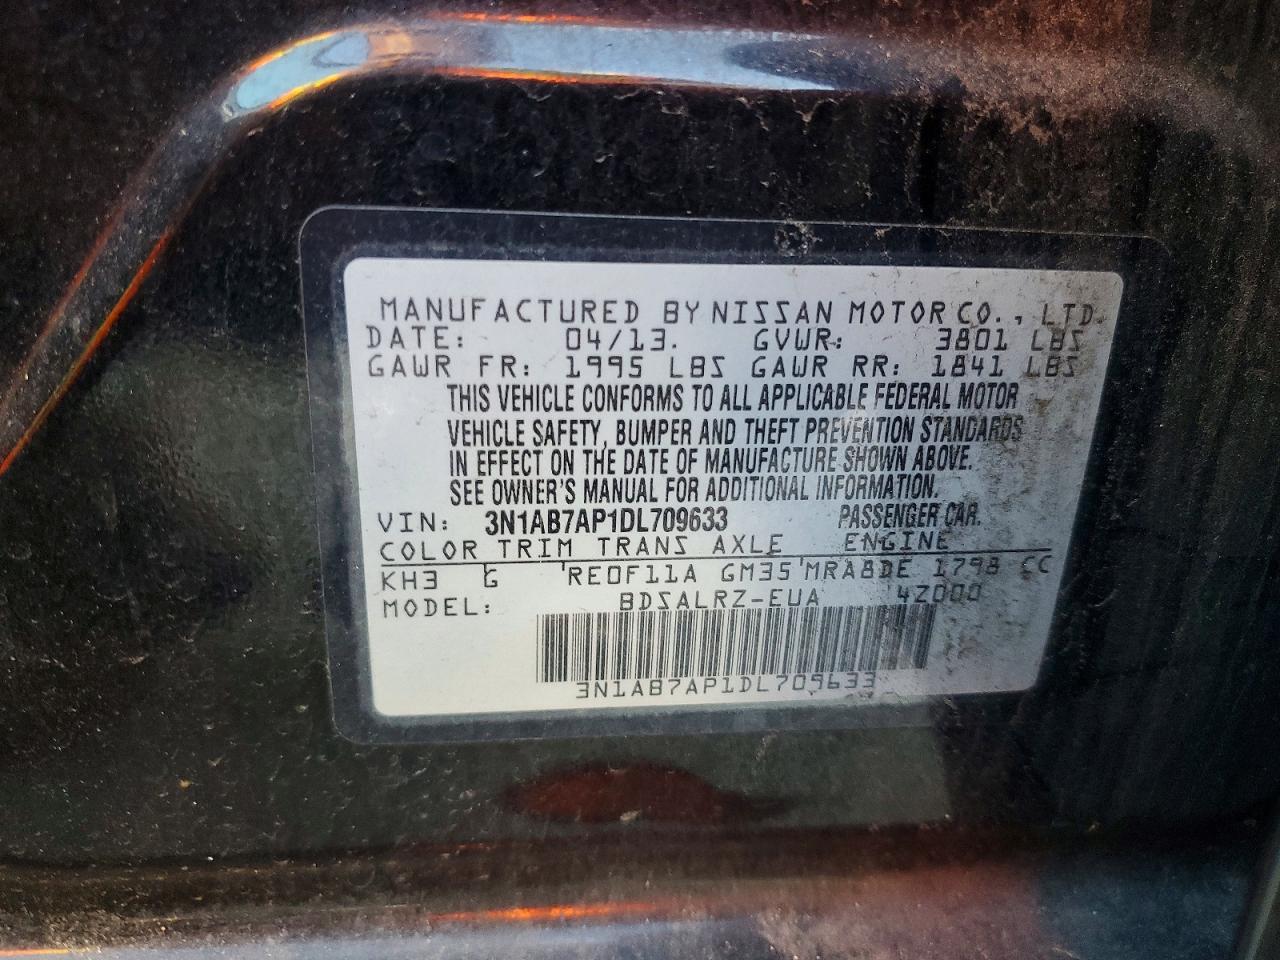 MANUFACTURED BY NISSAN MOTOR CO., LTD.
DATE: 04/13. GVWR: 3801 LBS
GAWR FR: 1995 LBS GAWR RR: 1841 LBS
THIS VEHICLE CONFORMS TO ALL APPLICABLE FEDERAL MOTOR
VEHICLE SAFETY, BUMPER AND THEFT PREVENTION STANDARDS
IN EFFECT ON THE DATE OF MANUFACTURE SHOWN ABOVE.
SEE OWNER'S MANUAL FOR ADDITIONAL INFORMATION.
VIN: 3N1AB7AP1DL709633 PASSENGER CAR.
COLOR TRIM TRANS AXLE ENGINE
KH3 G RE0F11A GM35 MRA8DE 1798 CC
MODEL: BDSALRZ-EUA 4Z000
3N1AB7AP1DL709633